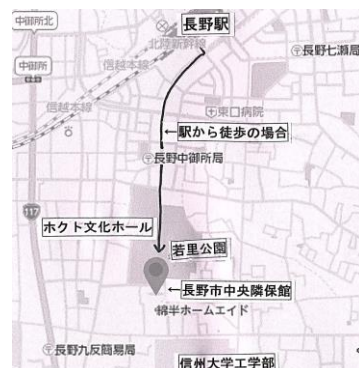 長野駅
中御所北
北陸新幹線
〒長野七瀬局
中御所
信越本線
東口病院
信越本線
←駅から徒歩の場合
〒長野中御所局
117
ホクト文化ホール
若里公園
←長野市中央隣保館
綿半ホームエイド
〒長野九反簡易局
信州大学工学部